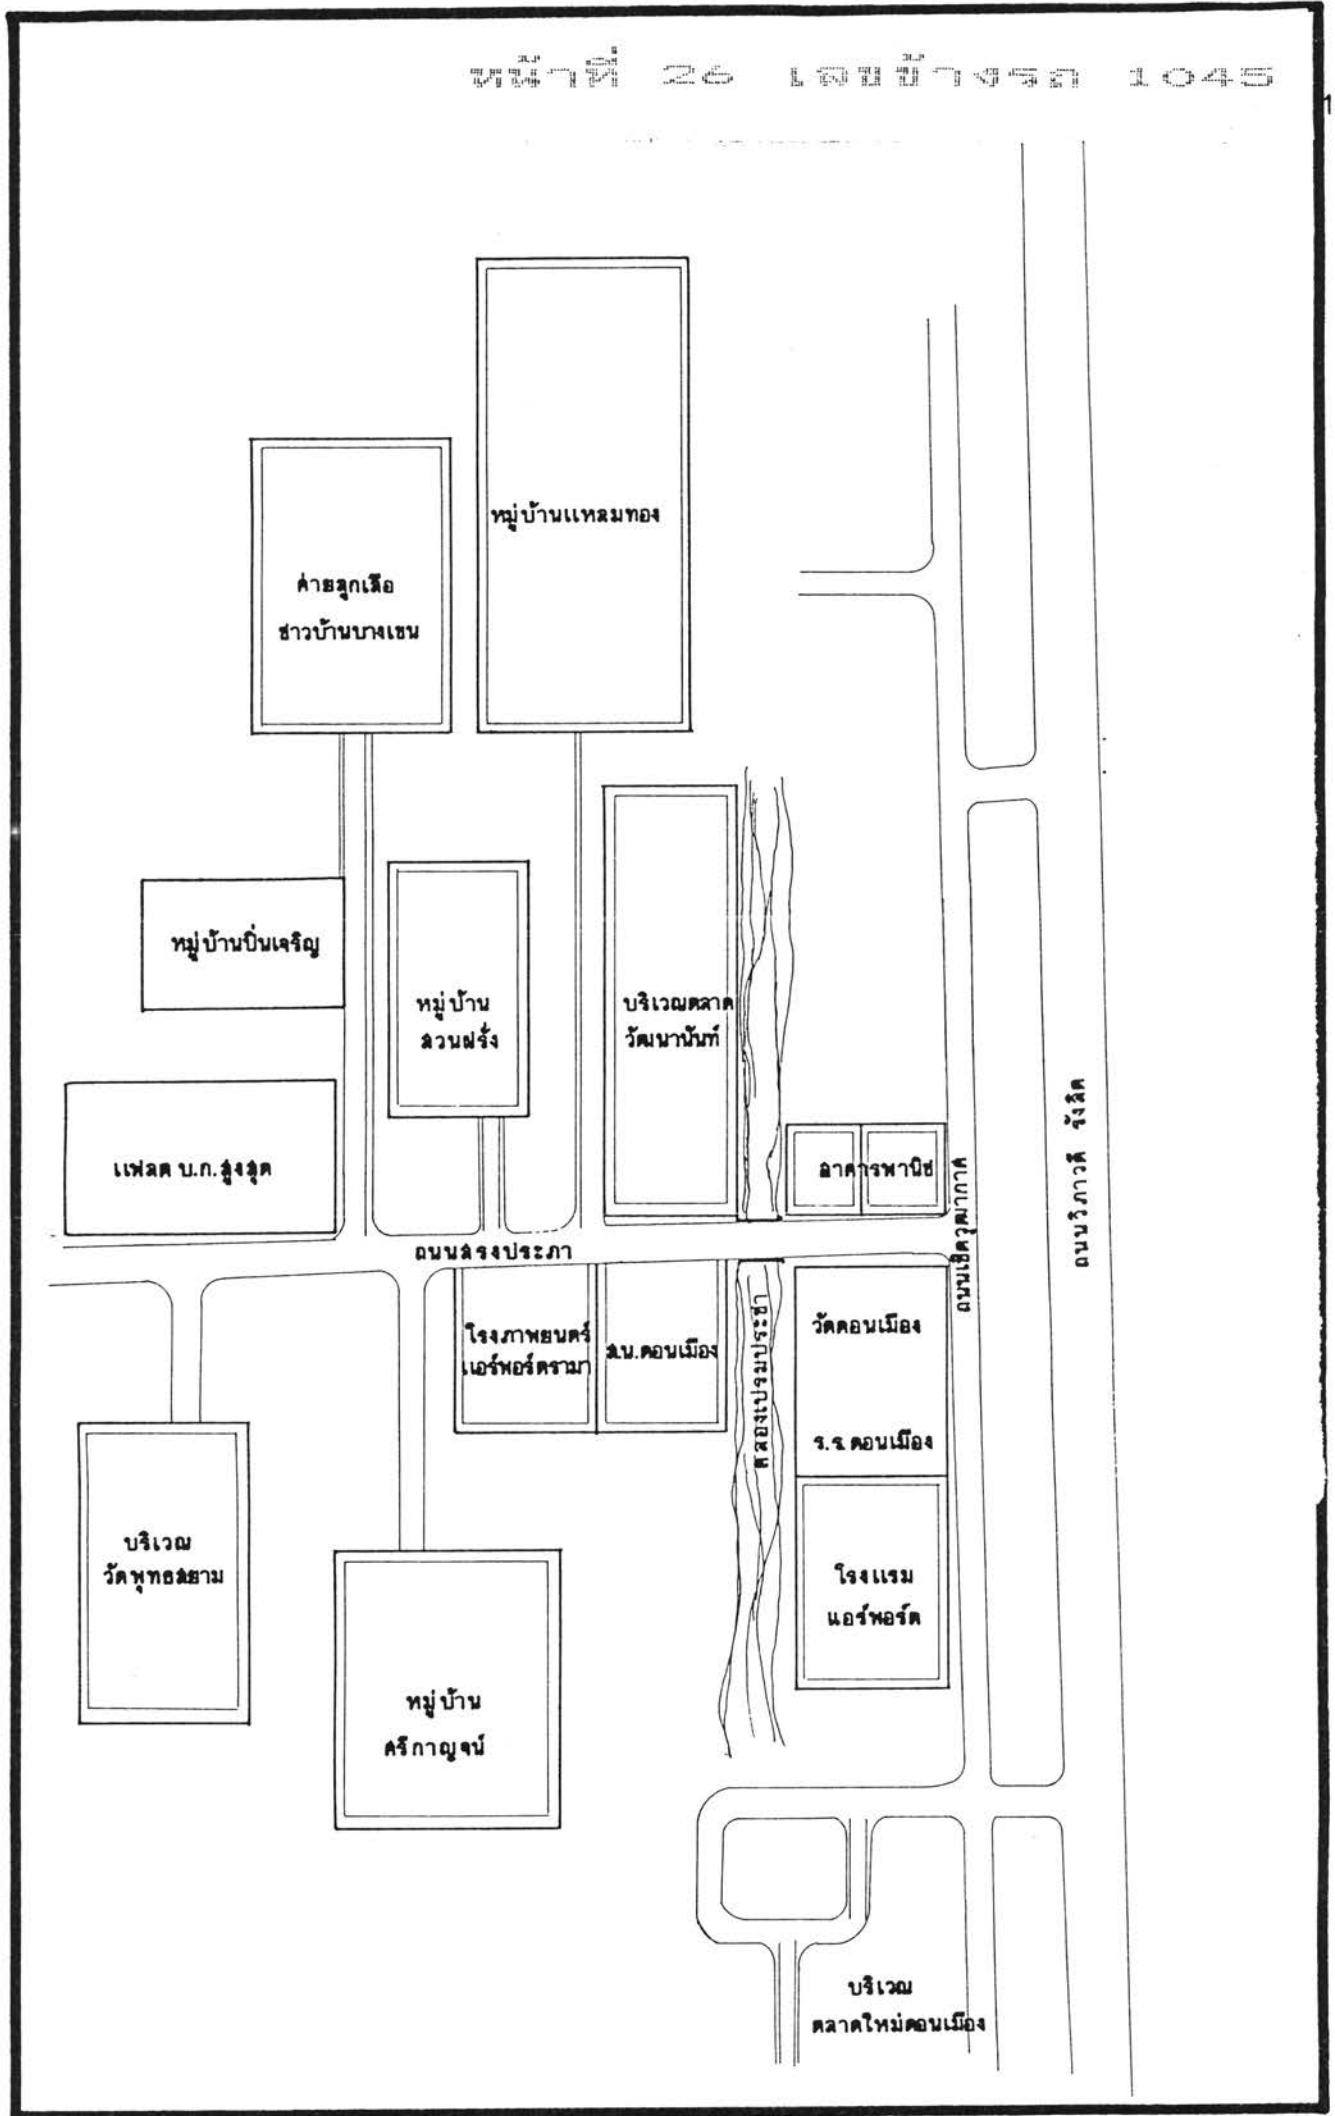 หน้าที่ 26 เลขข้างรถ 1045
1
หมู่บ้านแหลมทอง
ค่ายลูกเสือ
ชาวบ้านบางเขน
หมู่บ้านปิ่นเจริญ
หมู่บ้าน
สวนฝรั่ง
บริเวณตลาด
วัฒนานันท์
แฟลต บ.ก.สูงสุด
อาคารพานิช
ถนนเชิดวุฒากาศ
ถนนวิภาวดี รังสิต
ถนนสรงประภา
โรงภาพยนตร์
แอร์พอร์ตรามา
ส.น.ดอนเมือง
คลองเปรมประชา
วัดดอนเมือง
ร.ร.ดอนเมือง
โรงแรม
แอร์พอร์ต
บริเวณ
วัดพุทธสยาม
หมู่บ้าน
ศรีกาญจน์
บริเวณ
ตลาดใหม่ดอนเมือง